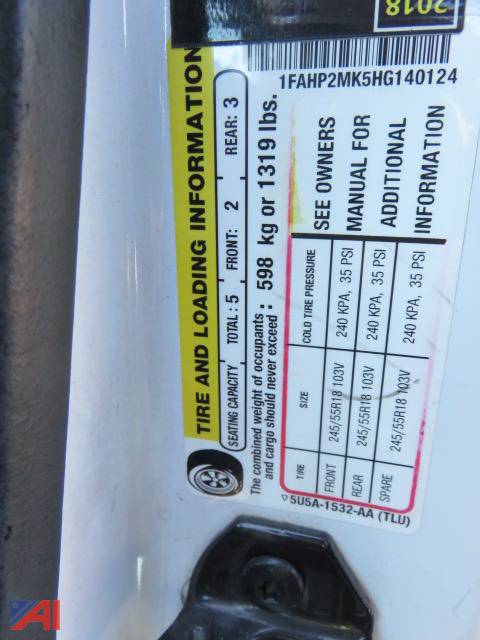 2018
1FAHP2MK5HG140124
TIRE AND LOADING INFORMATION
SEATING CAPACITY TOTAL : 5 FRONT: 2 REAR: 3
The combined weight of occupants and cargo should never exceed : 598 kg or 1319 lbs.
TIRE SIZE COLD TIRE PRESSURE
FRONT 245/55R18 103V 240 KPA, 35 PSI
REAR 245/55R18 103V 240 KPA, 35 PSI
SPARE 245/55R18 103V 240 KPA, 35 PSI
SEE OWNERS
MANUAL FOR
ADDITIONAL
INFORMATION
5U5A-1532-AA (TLU)
AI